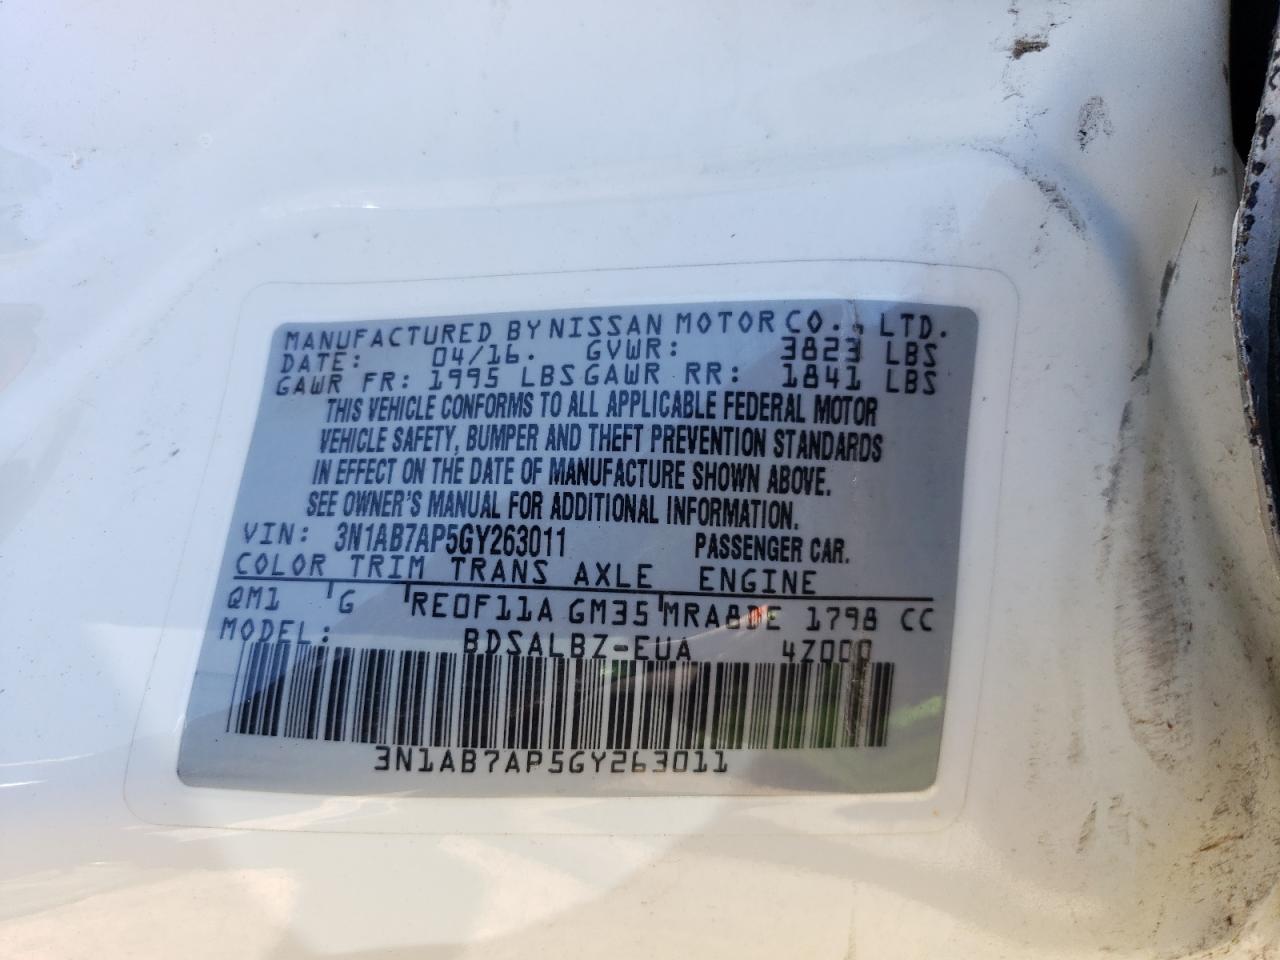 MANUFACTURED BY NISSAN MOTOR CO., LTD.
DATE: 04/16. GVWR: 3823 LBS
GAWR FR: 1995 LBS GAWR RR: 1841 LBS
THIS VEHICLE CONFORMS TO ALL APPLICABLE FEDERAL MOTOR
VEHICLE SAFETY, BUMPER AND THEFT PREVENTION STANDARDS
IN EFFECT ON THE DATE OF MANUFACTURE SHOWN ABOVE.
SEE OWNER'S MANUAL FOR ADDITIONAL INFORMATION.
VIN: 3N1AB7AP5GY263011 PASSENGER CAR.
COLOR TRIM TRANS AXLE ENGINE
QM1 G RE0F11A GM35 MRA8DE 1798 CC
MODEL: BDSALBZ-EUA 4Z000
3N1AB7AP5GY263011